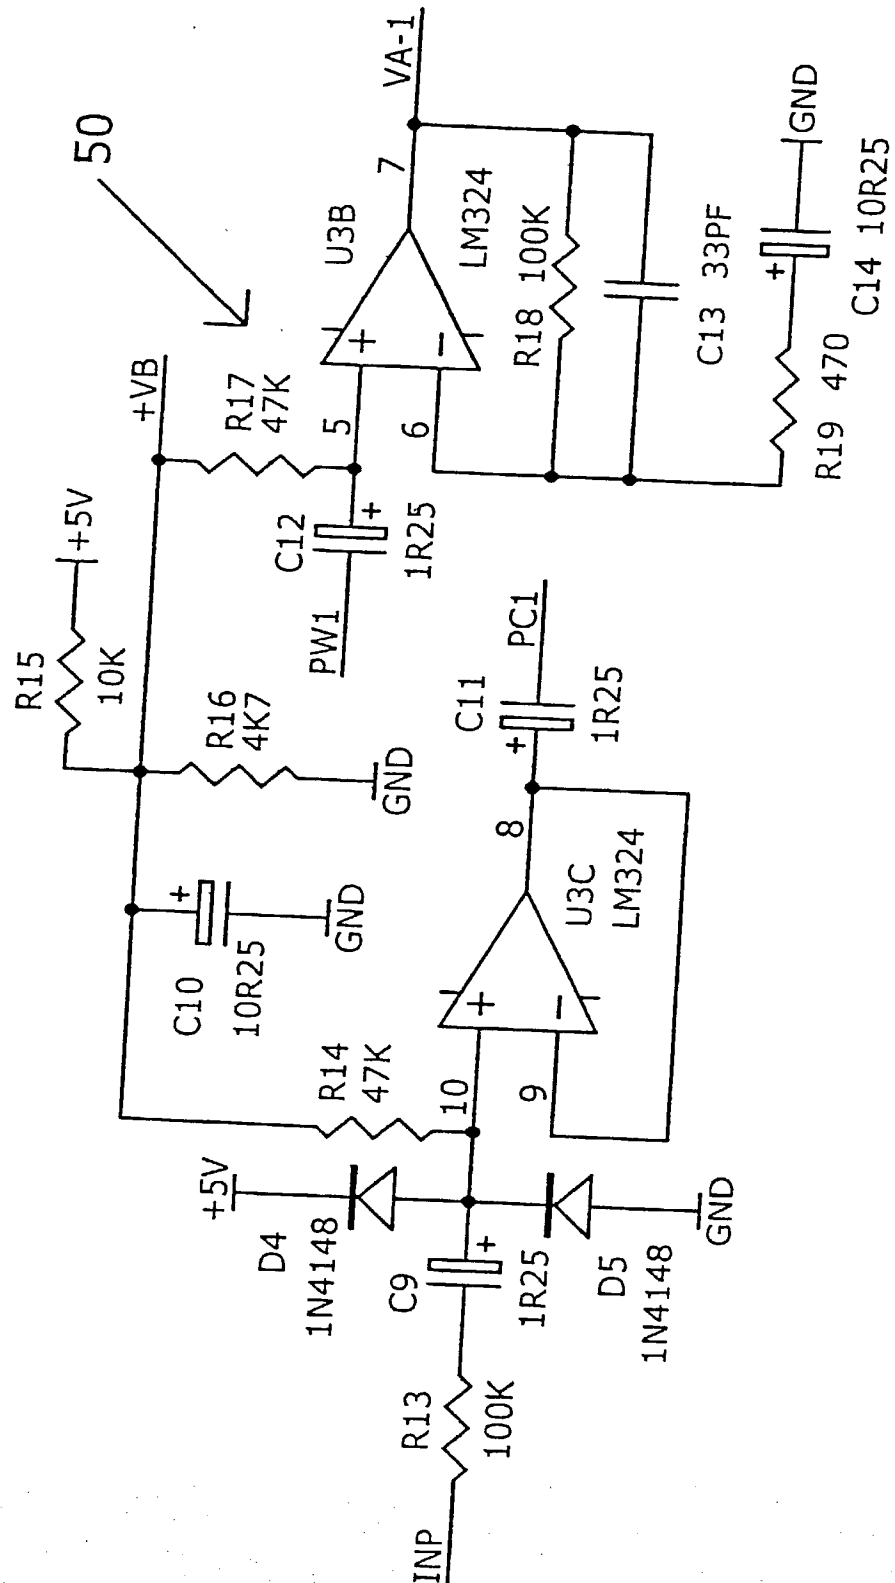 50
+5V
R15
10K
+VB
R17
47K
R16
4K7
GND
C10
10R25
GND
R14
47K
+5V
D4
1N4148
INP
R13
100K
C9
+
1R25
D5
1N4148
GND
10
9
+
−
8
U3C
LM324
+
C11
1R25
PC1
PW1
C12
+
1R25
5
6
+
−
7
U3B
LM324
VA-1
R18 100K
C13 33PF
R19 470
+
C14 10R25
GND
+